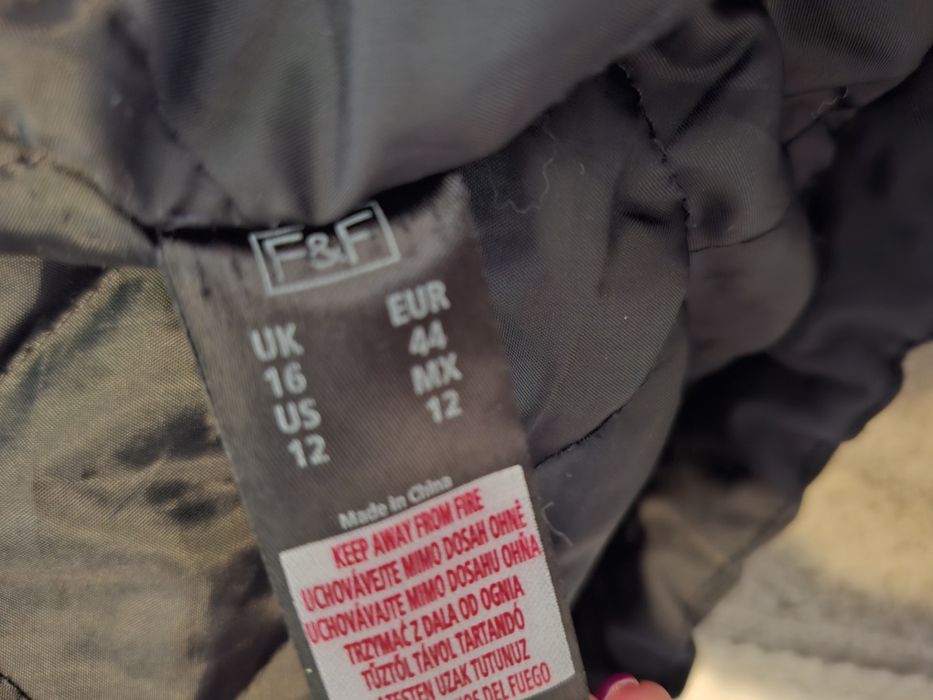 F&F
UK
16
US
12
EUR
44
MX
12
Made in China
KEEP AWAY FROM FIRE
UCHOVÁVEJTE MIMO DOSAH OHNĚ
UCHOVÁVAJTE MIMO DOSAHU OHŇA
TRZYMAĆ Z DALA OD OGNIA
TŰZTŐL TÁVOL TARTANDÓ
ATEŞTEN UZAK TUTUNUZ
DEL FUEGO